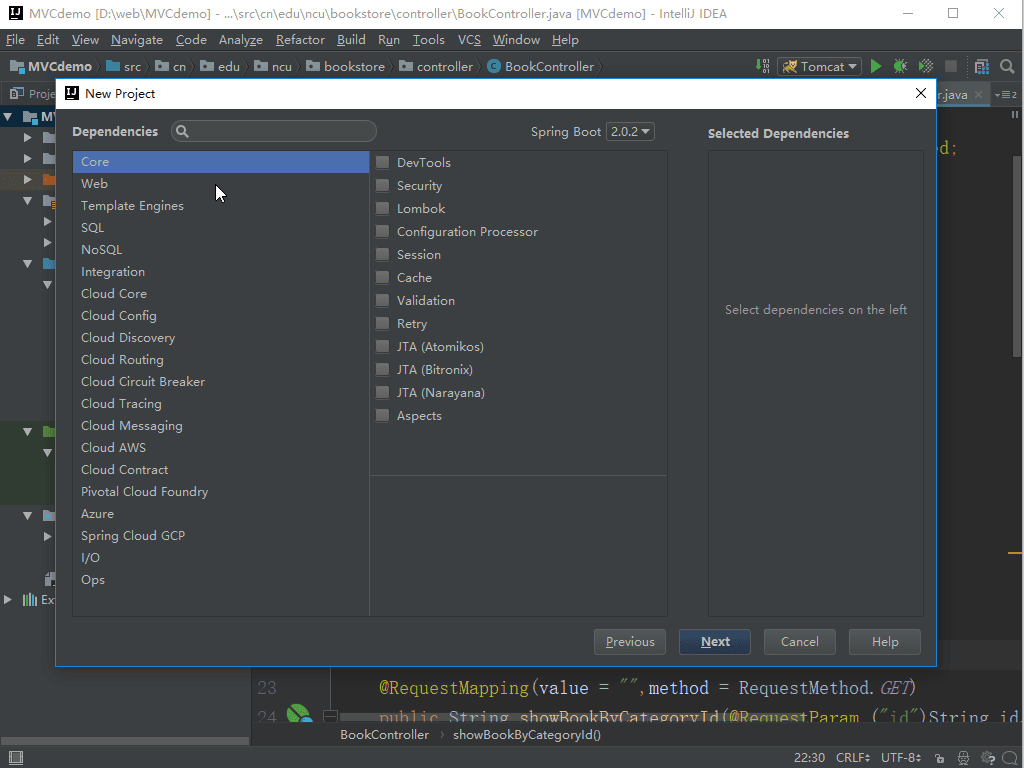 MVCdemo [D:\web\MVCdemo] - ...\src\cn\edu\ncu\bookstore\controller\BookController.java [MVCdemo] - IntelliJ IDEA
File Edit View Navigate Code Analyze Refactor Build Run Tools VCS Window Help
MVCdemo src cn edu ncu bookstore controller BookController Tomcat
Proje r.java 2
New Project
Dependencies Spring Boot 2.0.2 Selected Dependencies
Core
Web
Template Engines
SQL
NoSQL
Integration
Cloud Core
Cloud Config
Cloud Discovery
Cloud Routing
Cloud Circuit Breaker
Cloud Tracing
Cloud Messaging
Cloud AWS
Cloud Contract
Pivotal Cloud Foundry
Azure
Spring Cloud GCP
I/O
Ops
DevTools
Security
Lombok
Configuration Processor
Session
Cache
Validation
Retry
JTA (Atomikos)
JTA (Bitronix)
JTA (Narayana)
Aspects
Select dependencies on the left
Previous Next Cancel Help
23 @RequestMapping(value = "",method = RequestMethod.GET)
24 public String showBookByCategoryId(@RequestParam ("id")String id,
BookController showBookByCategoryId()
22:30 CRLF UTF-8